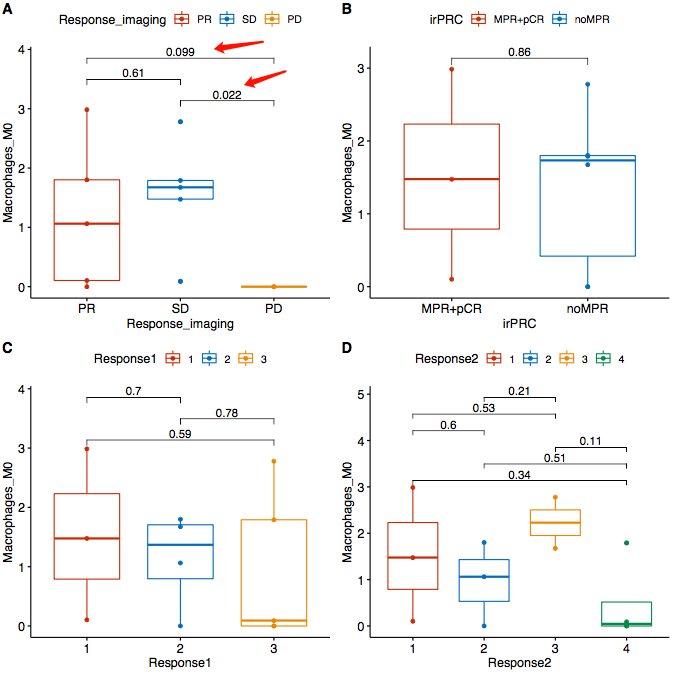 A
Response_imaging PR SD PD
4
3
2
1
0
Macrophages_M0
0.099
0.61
0.022
PR SD PD
Response_imaging
B
irPRC MPR+pCR noMPR
3
2
1
0
Macrophages_M0
0.86
MPR+pCR noMPR
irPRC
C
Response1 1 2 3
4
3
2
1
0
Macrophages_M0
0.7
0.78
0.59
1 2 3
Response1
D
Response2 1 2 3 4
5
4
3
2
1
0
Macrophages_M0
0.21
0.53
0.6
0.11
0.51
0.34
1 2 3 4
Response2